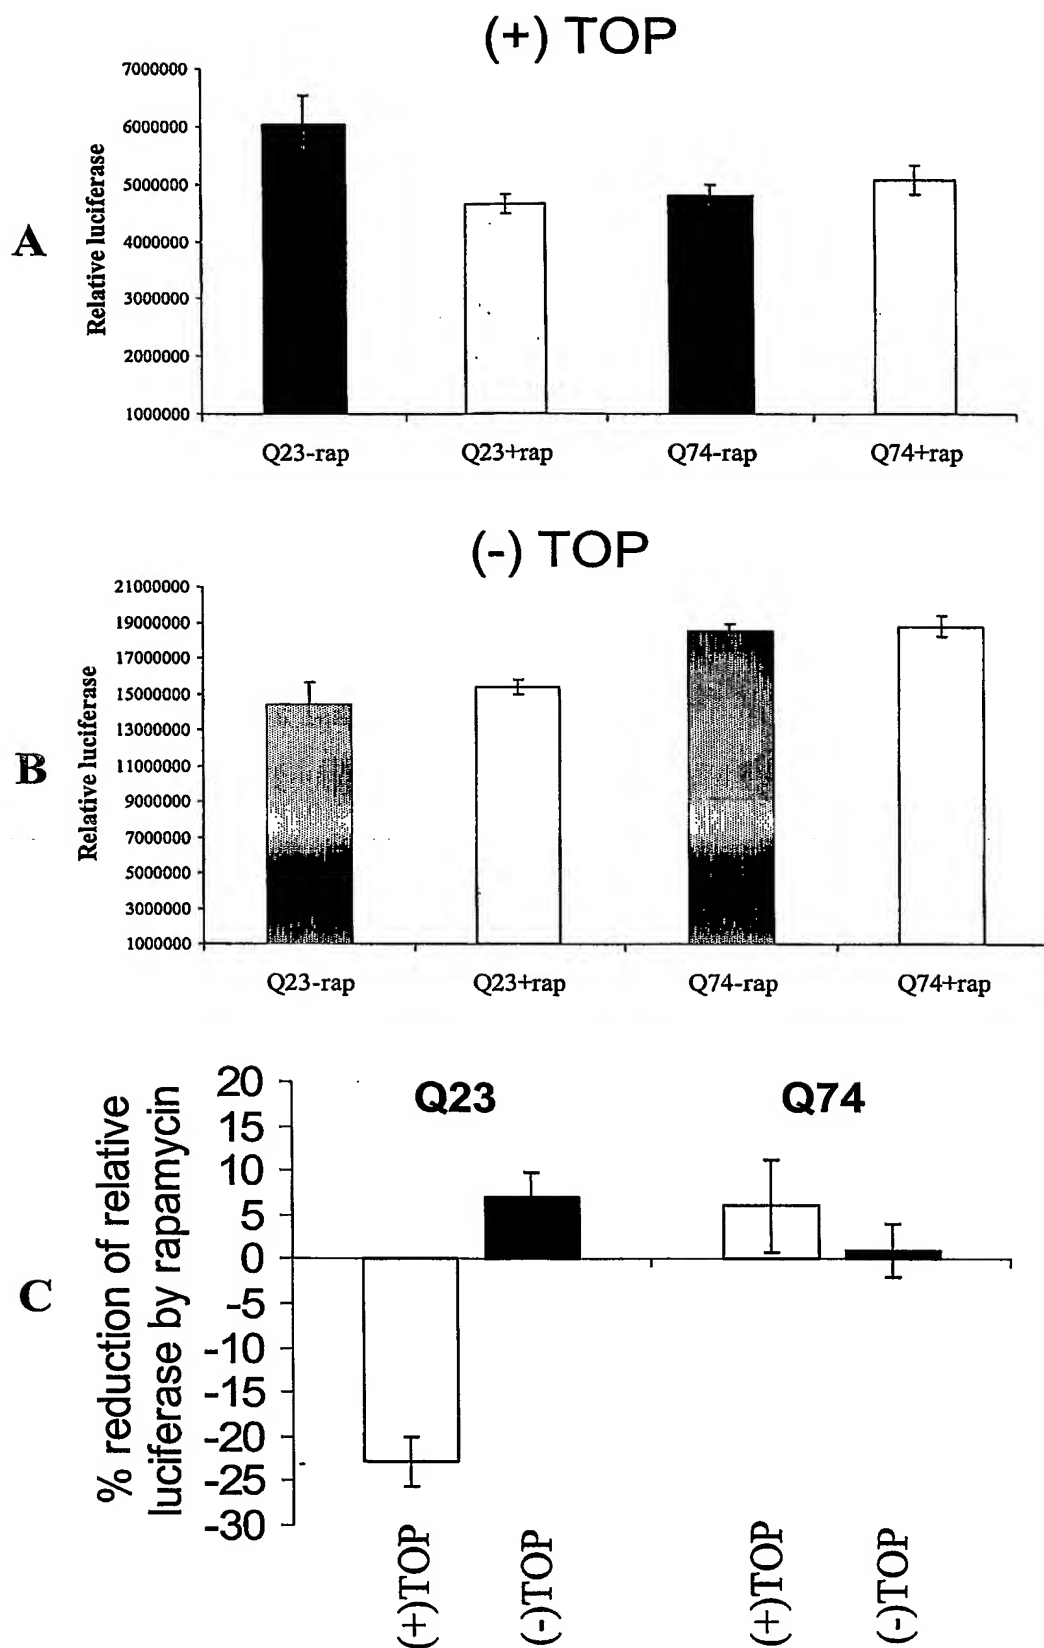 (+) TOP
A
Relative luciferase
7000000
6000000
5000000
4000000
3000000
2000000
1000000
Q23-rap Q23+rap Q74-rap Q74+rap
(-) TOP
B
Relative luciferase
21000000
19000000
17000000
15000000
13000000
11000000
9000000
7000000
5000000
3000000
1000000
Q23-rap Q23+rap Q74-rap Q74+rap
C
% reduction of relative
luciferase by rapamycin
20
15
10
5
0
-5
-10
-15
-20
-25
-30
Q23 Q74
(+)TOP (-)TOP (+)TOP (-)TOP